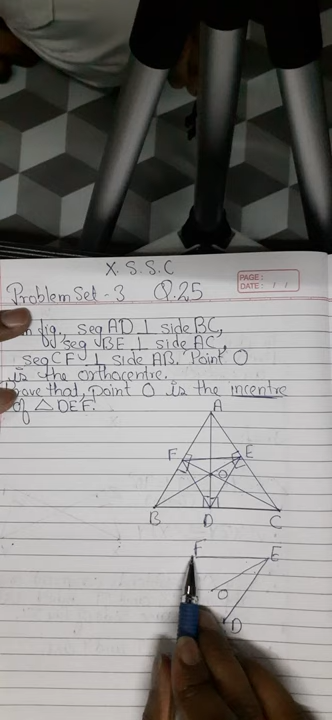 X. S. S. C
PAGE:
DATE: / /
Problem Set - 3 Q.25
fig., seg AD ⊥ side BC,
seg BE ⊥ side AC,
seg CF ⊥ side AB. Point O
is the orthocentre.
Prove that, point O is the incentre
of △DEF.
A
F E
O
B D C
F E
O
D